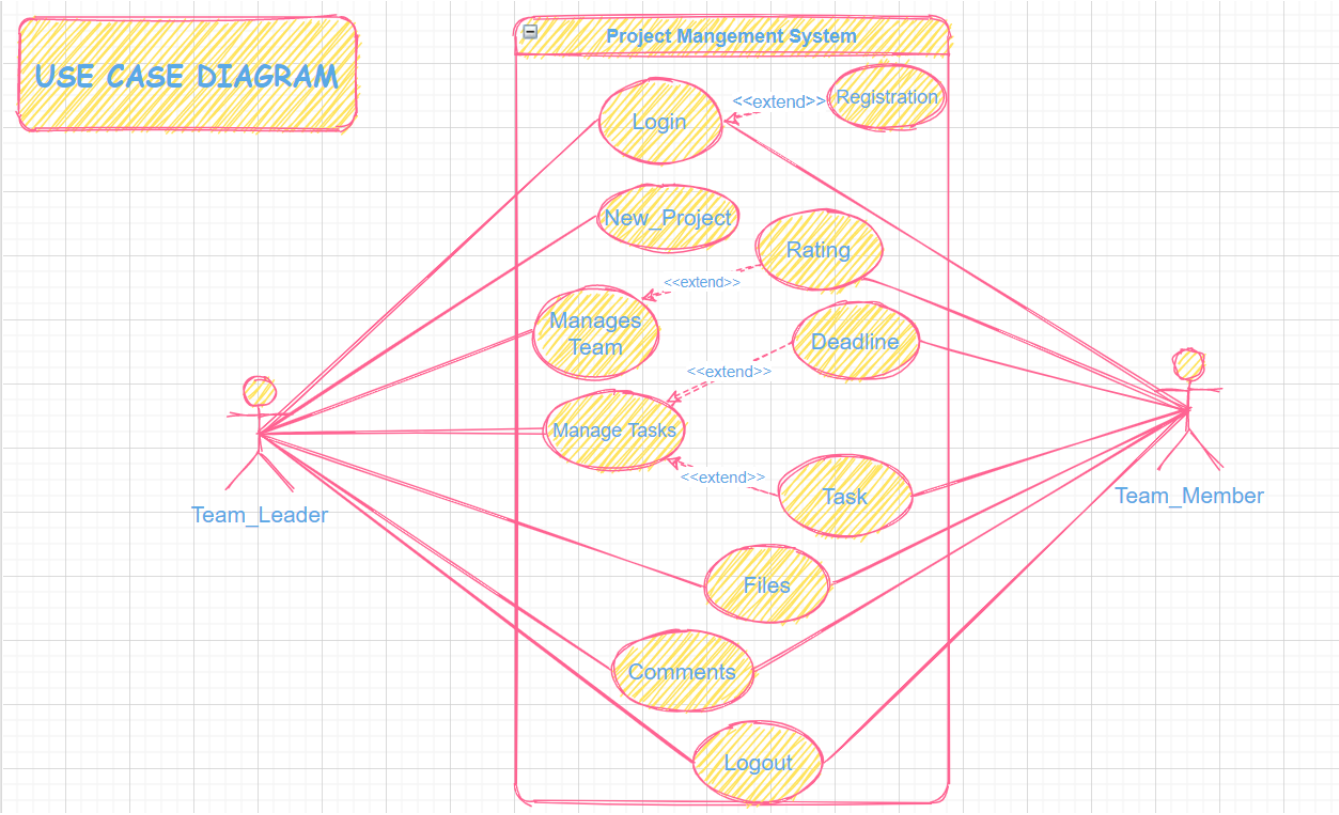 USE CASE DIAGRAM
Project Mangement System
Login
<<extend>>
Registration
New_Project
Rating
<<extend>>
Manages
Team
Deadline
<<extend>>
Manage Tasks
<<extend>>
Task
Team_Leader
Team_Member
Files
Comments
Logout